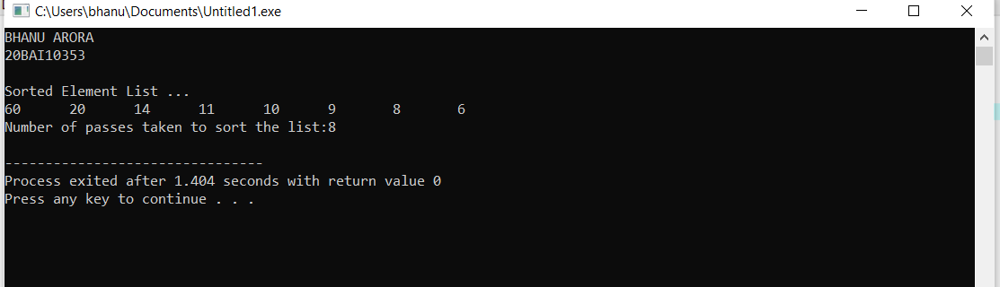 C:\Users\bhanu\Documents\Untitled1.exe
BHANU ARORA
20BAI10353
Sorted Element List ...
60 20 14 11 10 9 8 6
Number of passes taken to sort the list:8
--------------------------------
Process exited after 1.404 seconds with return value 0
Press any key to continue . . .